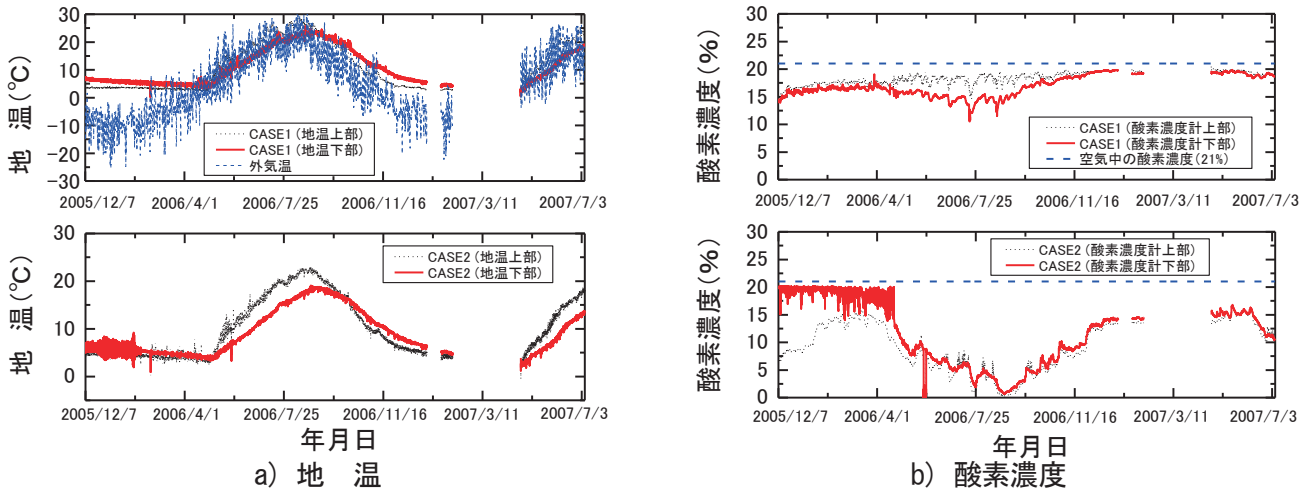 30
20
10
0
-10
-20
-30
地 温(℃)
CASE1(地温上部)
CASE1(地温下部)
外気温
2005/12/7 2006/4/1 2006/7/25 2006/11/16 2007/3/11 2007/7/3
30
20
10
0
地 温(℃)
CASE2(地温上部)
CASE2(地温下部)
2005/12/7 2006/4/1 2006/7/25 2006/11/16 2007/3/11 2007/7/3
年月日
a) 地 温
30
25
20
15
10
5
0
酸素濃度(%)
CASE1(酸素濃度計上部)
CASE1(酸素濃度計下部)
空気中の酸素濃度(21%)
2005/12/7 2006/4/1 2006/7/25 2006/11/16 2007/3/11 2007/7/3
30
25
20
15
10
5
0
酸素濃度(%)
CASE2(酸素濃度計上部)
CASE2(酸素濃度計下部)
2005/12/7 2006/4/1 2006/7/25 2006/11/16 2007/3/11 2007/7/3
年月日
b) 酸素濃度